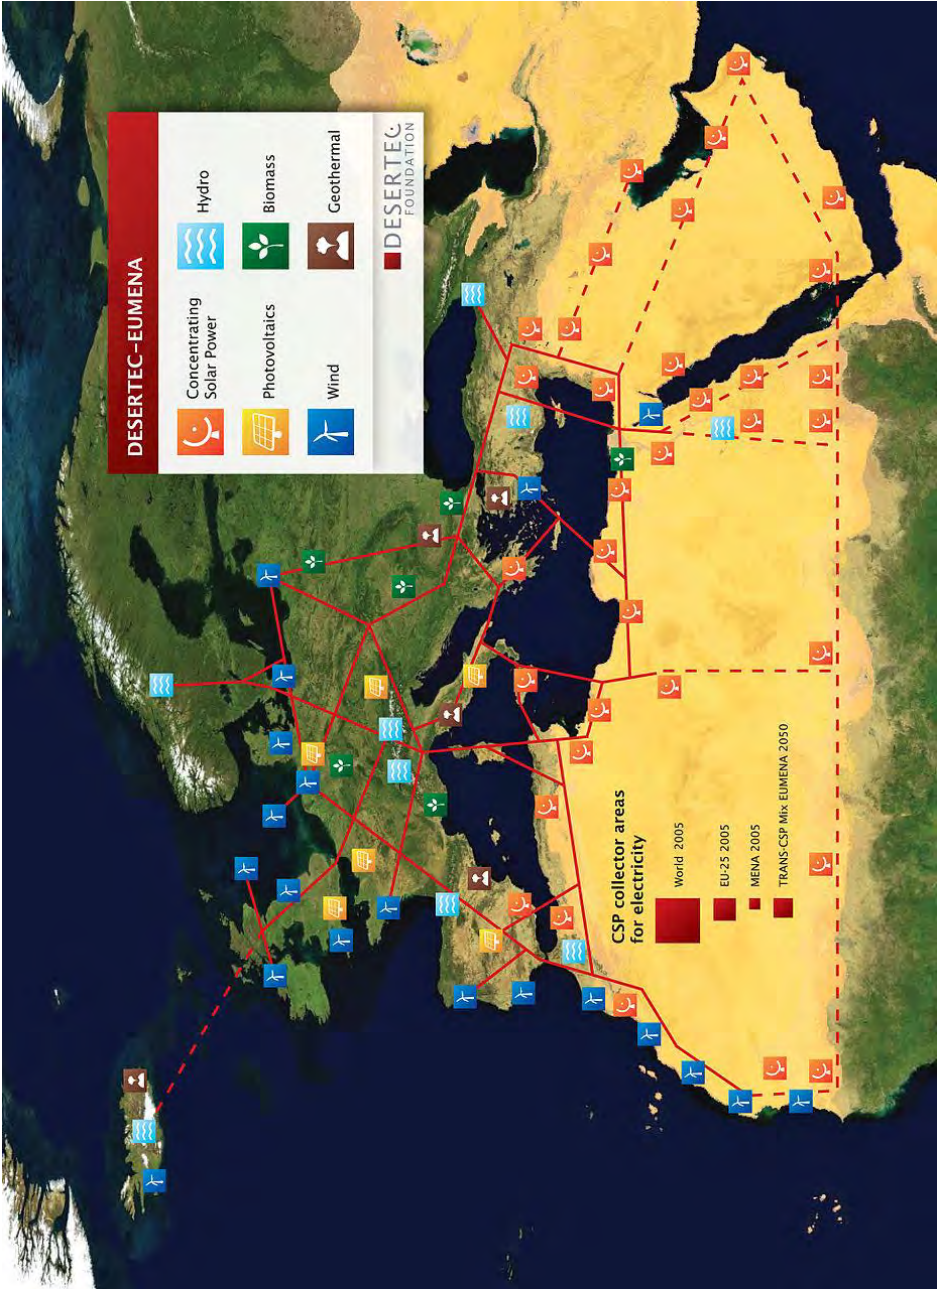 DESERTEC–EUMENA
Concentrating
Solar Power
Hydro
Photovoltaics
Biomass
Wind
Geothermal
DESERTEC
FOUNDATION
CSP collector areas
for electricity
World 2005
EU-25 2005
MENA 2005
TRANS-CSP Mix EUMENA 2050